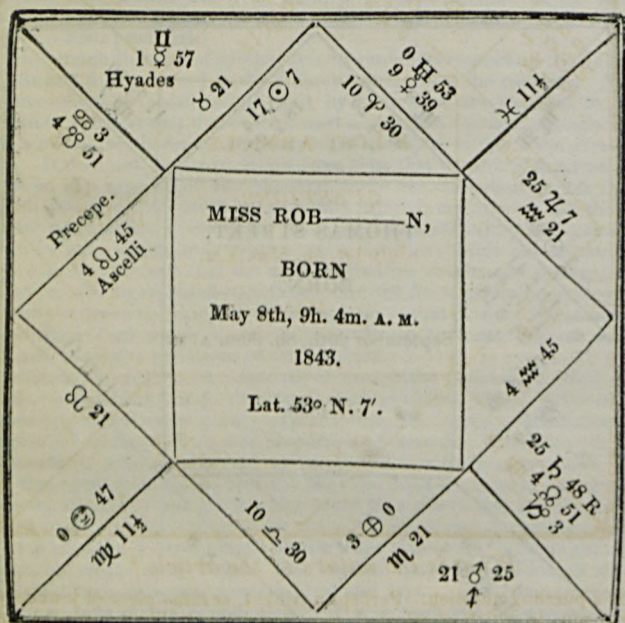 ♊
1 ☿ 57
Hyades
♉ 21
17 ☉ 7
0 ♅ 53
9 ♀ 39
10 ♈ 30
♓ 11½
♋ 3
4 ☋ 51
Precepe.
4 ♌ 45
Ascelli
25 ♃ 7
♒ 21
MISS ROB———N,
BORN
May 8th, 9h. 4m. A. M.
1843.
Lat. 53° N. 7′.
♌ 21
4 ♒ 45
0 47
♍ 11½
10 ♎ 30
3 ⊕ 0
♏ 21
21 ♂ 25
♐
25 ♄ 48 R
4 ☊ 51
♑ 3